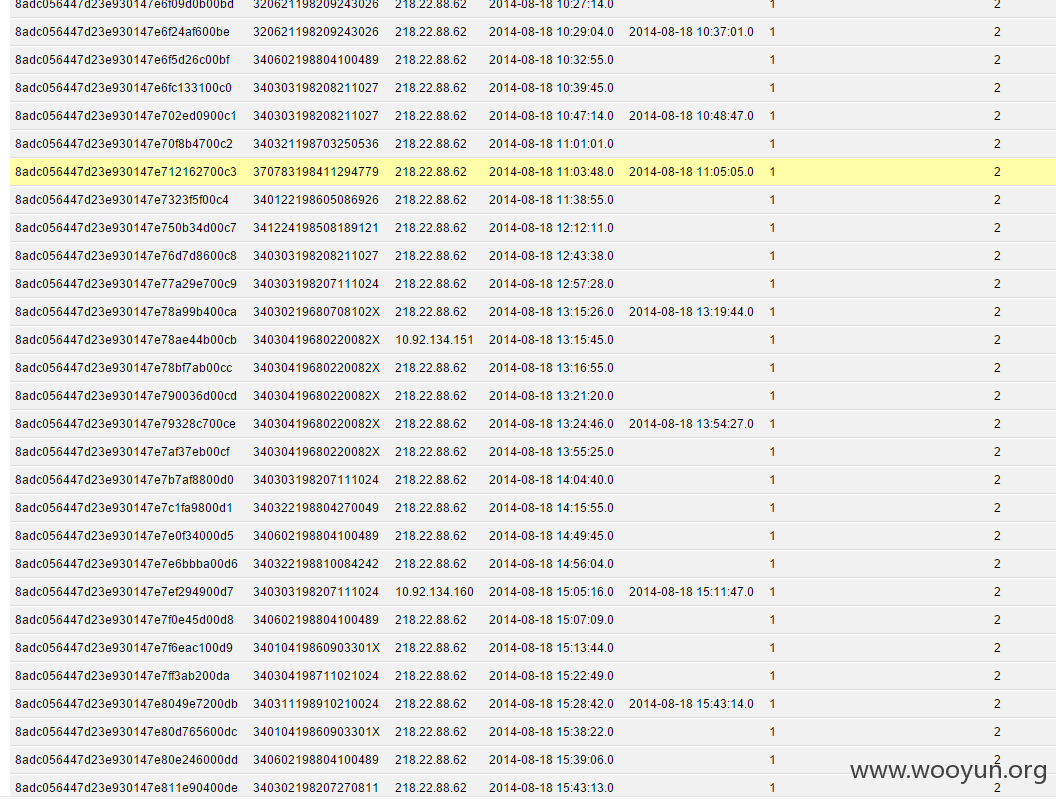 8adc056447d23e930147e6f09d0b00bd 320621198209243026 218.22.88.62 2014-08-18 10:27:14.0 1 2
8adc056447d23e930147e6f24af600be 320621198209243026 218.22.88.62 2014-08-18 10:29:04.0 2014-08-18 10:37:01.0 1 2
8adc056447d23e930147e6f5d26c00bf 340602198804100489 218.22.88.62 2014-08-18 10:32:55.0 1 2
8adc056447d23e930147e6fc133100c0 340303198208211027 218.22.88.62 2014-08-18 10:39:45.0 1 2
8adc056447d23e930147e702ed0900c1 340303198208211027 218.22.88.62 2014-08-18 10:47:14.0 2014-08-18 10:48:47.0 1 2
8adc056447d23e930147e70f8b4700c2 340321198703250536 218.22.88.62 2014-08-18 11:01:01.0 1 2
8adc056447d23e930147e712162700c3 370783198411294779 218.22.88.62 2014-08-18 11:03:48.0 2014-08-18 11:05:05.0 1 2
8adc056447d23e930147e7323f5f00c4 340122198605086926 218.22.88.62 2014-08-18 11:38:55.0 1 2
8adc056447d23e930147e750b34d00c7 341224198508189121 218.22.88.62 2014-08-18 12:12:11.0 1 2
8adc056447d23e930147e76d7d8600c8 340303198208211027 218.22.88.62 2014-08-18 12:43:38.0 1 2
8adc056447d23e930147e77a29e700c9 340303198207111024 218.22.88.62 2014-08-18 12:57:28.0 1 2
8adc056447d23e930147e78a99b400ca 34030219680708102X 218.22.88.62 2014-08-18 13:15:26.0 2014-08-18 13:19:44.0 1 2
8adc056447d23e930147e78ae44b00cb 34030419680220082X 10.92.134.151 2014-08-18 13:15:45.0 1 2
8adc056447d23e930147e78bf7ab00cc 34030419680220082X 218.22.88.62 2014-08-18 13:16:55.0 1 2
8adc056447d23e930147e790036d00cd 34030419680220082X 218.22.88.62 2014-08-18 13:21:20.0 1 2
8adc056447d23e930147e79328c700ce 34030419680220082X 218.22.88.62 2014-08-18 13:24:46.0 2014-08-18 13:54:27.0 1 2
8adc056447d23e930147e7af37eb00cf 34030419680220082X 218.22.88.62 2014-08-18 13:55:25.0 1 2
8adc056447d23e930147e7b7af8800d0 340303198207111024 218.22.88.62 2014-08-18 14:04:40.0 1 2
8adc056447d23e930147e7c1fa9800d1 340322198804270049 218.22.88.62 2014-08-18 14:15:55.0 1 2
8adc056447d23e930147e7e0f34000d5 340602198804100489 218.22.88.62 2014-08-18 14:49:45.0 1 2
8adc056447d23e930147e7e6bbba00d6 340322198810084242 218.22.88.62 2014-08-18 14:56:04.0 1 2
8adc056447d23e930147e7ef294900d7 340303198207111024 10.92.134.160 2014-08-18 15:05:16.0 2014-08-18 15:11:47.0 1 2
8adc056447d23e930147e7f0e45d00d8 340602198804100489 218.22.88.62 2014-08-18 15:07:09.0 1 2
8adc056447d23e930147e7f6eac100d9 34010419860903301X 218.22.88.62 2014-08-18 15:13:44.0 1 2
8adc056447d23e930147e7ff3ab200da 340304198711021024 218.22.88.62 2014-08-18 15:22:49.0 1 2
8adc056447d23e930147e8049e7200db 340311198910210024 218.22.88.62 2014-08-18 15:28:42.0 2014-08-18 15:43:14.0 1 2
8adc056447d23e930147e80d765600dc 34010419860903301X 218.22.88.62 2014-08-18 15:38:22.0 1 2
8adc056447d23e930147e80e246000dd 340602198804100489 218.22.88.62 2014-08-18 15:39:06.0 1 2
www.wooyun.org
8adc056447d23e930147e811e90400de 340302198207270811 218.22.88.62 2014-08-18 15:43:13.0 1 2